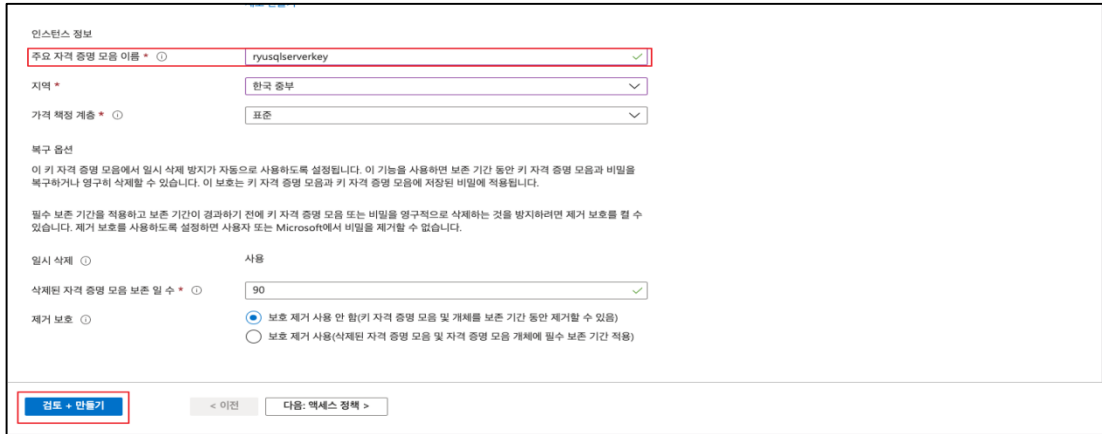 인스턴스 정보
주요 자격 증명 모음 이름 * ⓘ ryusqlserverkey
지역 * 한국 중부
가격 책정 계층 * ⓘ 표준
복구 옵션
이 키 자격 증명 모음에서 일시 삭제 방지가 자동으로 사용하도록 설정됩니다. 이 기능을 사용하면 보존 기간 동안 키 자격 증명 모음과 비밀을
복구하거나 영구히 삭제할 수 있습니다. 이 보호는 키 자격 증명 모음과 키 자격 증명 모음에 저장된 비밀에 적용됩니다.
필수 보존 기간을 적용하고 보존 기간이 경과하기 전에 키 자격 증명 모음 또는 비밀을 영구적으로 삭제하는 것을 방지하려면 제거 보호를 켤 수
있습니다. 제거 보호를 사용하도록 설정하면 사용자 또는 Microsoft에서 비밀을 제거할 수 없습니다.
일시 삭제 ⓘ 사용
삭제된 자격 증명 모음 보존 일 수 * ⓘ 90
제거 보호 ⓘ 보호 제거 사용 안 함(키 자격 증명 모음 및 개체를 보존 기간 동안 제거할 수 있음)
보호 제거 사용(삭제된 자격 증명 모음 및 자격 증명 모음 개체에 필수 보존 기간 적용)
검토 + 만들기 < 이전 다음: 액세스 정책 >